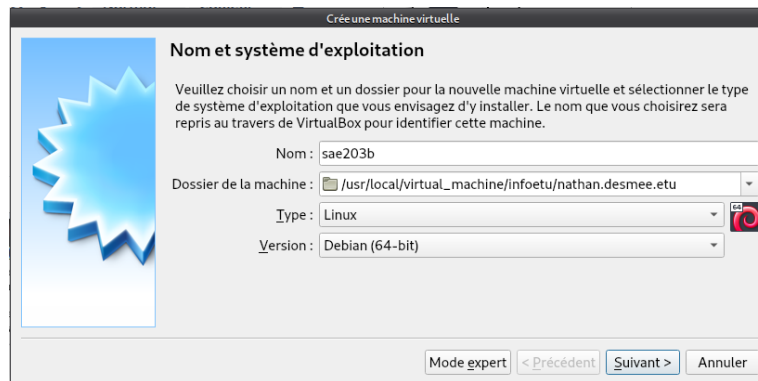 Crée une machine virtuelle
Nom et système d'exploitation
Veuillez choisir un nom et un dossier pour la nouvelle machine virtuelle et sélectionner le type
de système d'exploitation que vous envisagez d'y installer. Le nom que vous choisirez sera
repris au travers de VirtualBox pour identifier cette machine.
Nom : sae203b
Dossier de la machine : /usr/local/virtual_machine/infoetu/nathan.desmee.etu
Type : Linux
64
Version : Debian (64-bit)
Mode expert < Précédent Suivant > Annuler